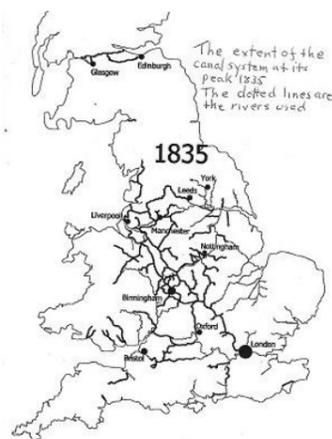 The extent of the
canal system at its
peak 1835
The dotted lines are
the rivers used
Glasgow
Edinburgh
1835
York
Leeds
Liverpool
Manchester
Nottingham
Birmingham
Oxford
London
Bristol